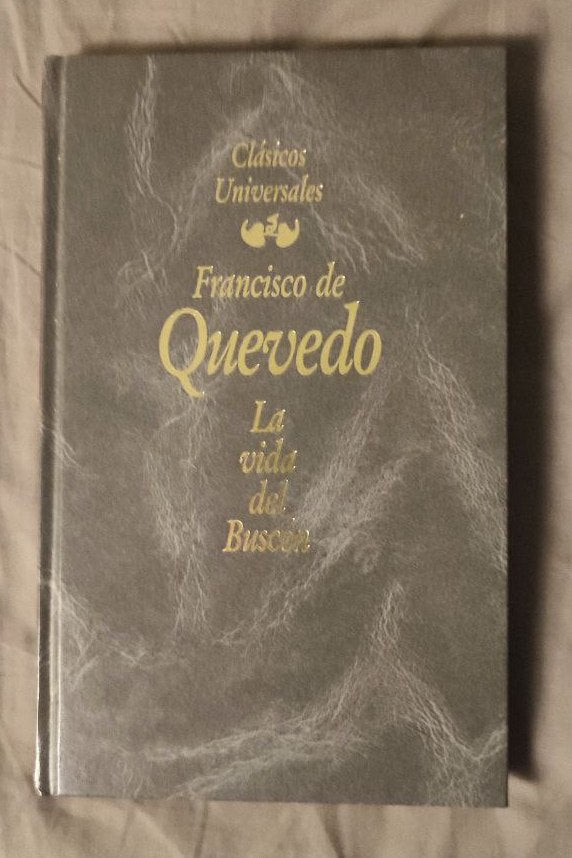 Clásicos
Universales
Francisco de
Quevedo
La
vida
del
Buscón